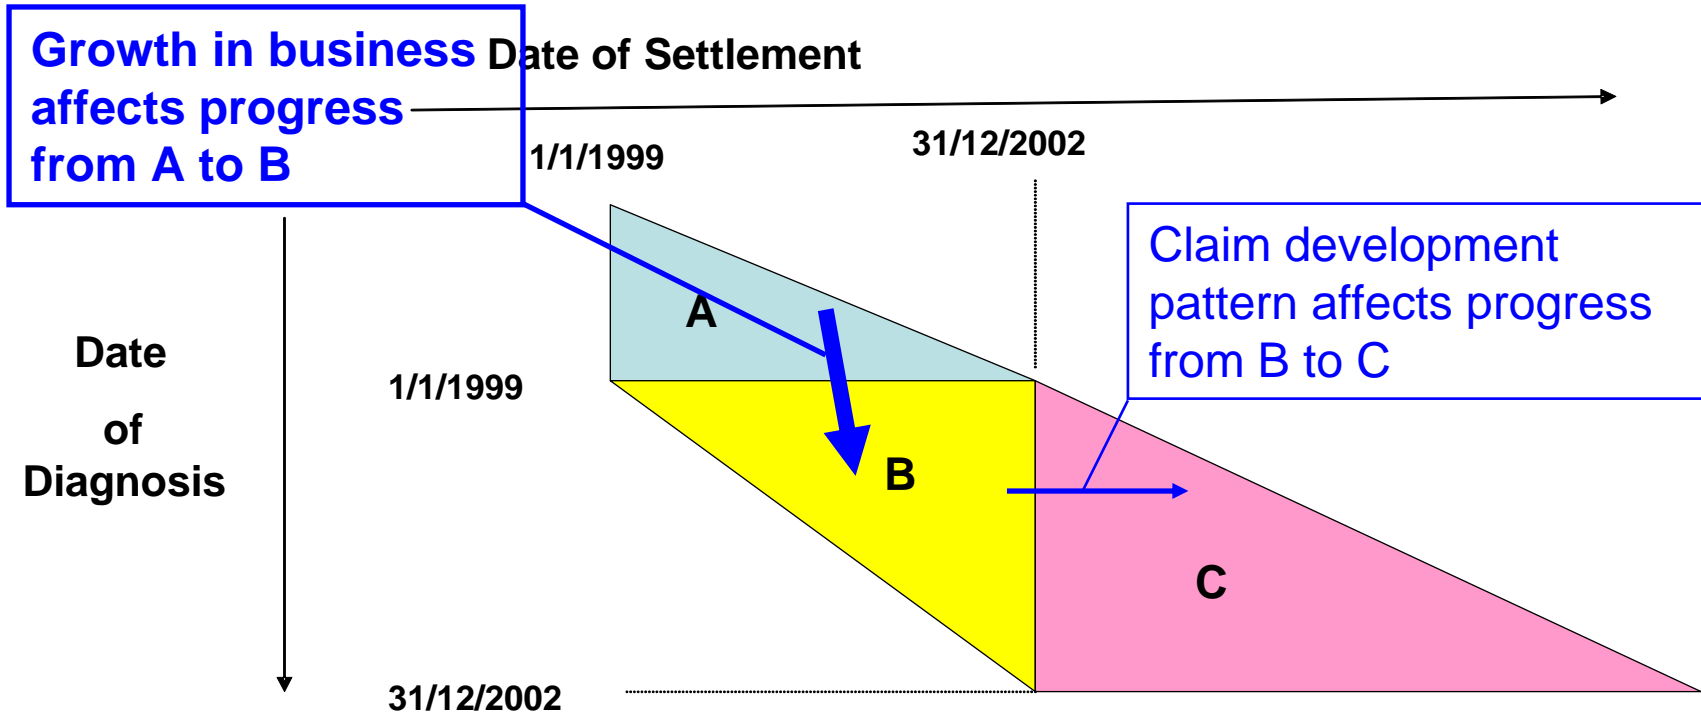 Growth in business
affects progress
from A to B
Date of Settlement
1/1/1999
31/12/2002
Claim development
pattern affects progress
from B to C
A
Date
of
Diagnosis
1/1/1999
B
C
31/12/2002